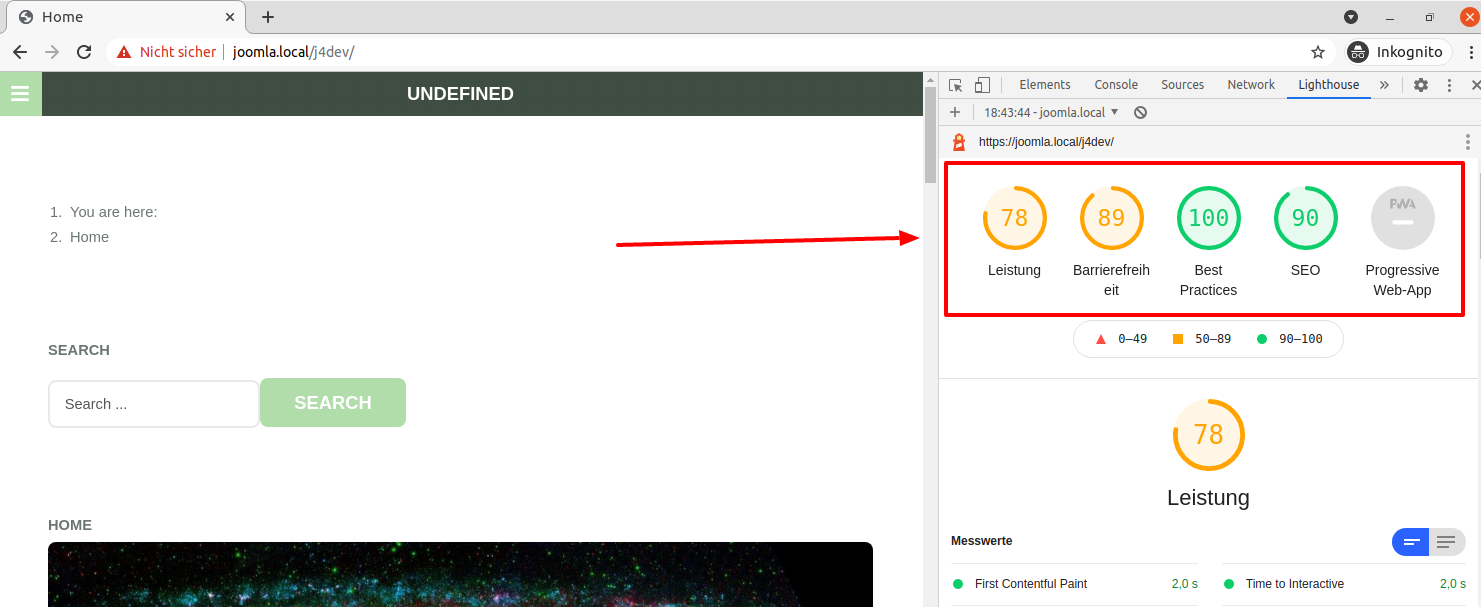 Home
Nicht sicher joomla.local/j4dev/ Inkognito
UNDEFINED
1. You are here:
2. Home
SEARCH
Search ... SEARCH
HOME
Elements Console Sources Network Lighthouse »
18:43:44 - joomla.local
https://joomla.local/j4dev/
78 89 100 90 PWA
Leistung Barrierefreih Best SEO Progressive
eit Practices Web-App
0–49 50–89 90–100
78
Leistung
Messwerte
First Contentful Paint 2,0 s Time to Interactive 2,0 s